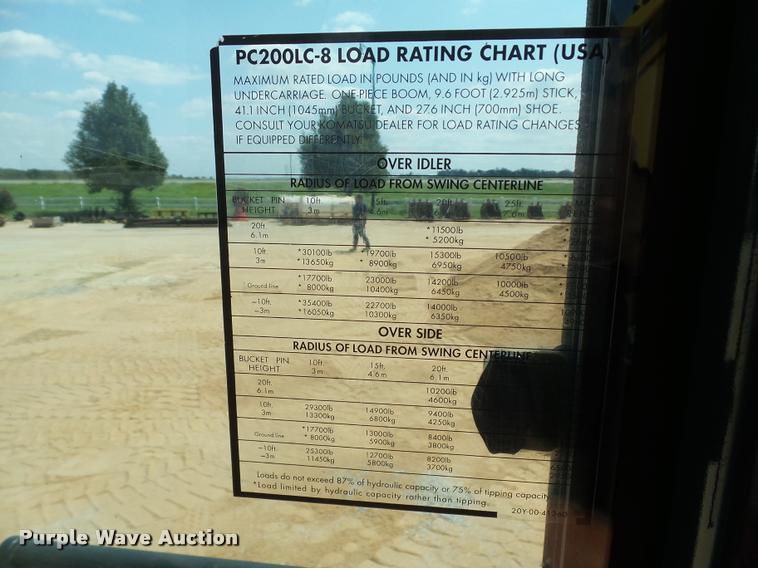 PC200LC-8 LOAD RATING CHART (USA)
MAXIMUM RATED LOAD IN POUNDS (AND IN kg) WITH LONG
UNDERCARRIAGE. ONE-PIECE BOOM, 9.6 FOOT (2.925m) STICK,
41.1 INCH (1045mm) BUCKET, AND 27.6 INCH (700mm) SHOE.
CONSULT YOUR KOMATSU DEALER FOR LOAD RATING CHANGES
IF EQUIPPED DIFFERENTLY.
OVER IDLER
RADIUS OF LOAD FROM SWING CENTERLINE
BUCKET PIN 10ft. 15ft. 20ft. 25ft.
HEIGHT 3m 4.6m 7.6m
20ft. *11500lb
6.1m * 5200kg
10ft. *30100lb *19700lb 15300lb 10500lb
3m *13650kg * 8900kg 6950kg 4750kg
*17700lb 23000lb 14200lb 10000lb
Ground line * 8000kg 10400kg 6450kg 4500kg
-10ft. *35400lb 22700lb 14000lb
-3m *16050kg 10300kg 6350kg
OVER SIDE
RADIUS OF LOAD FROM SWING CENTERLINE
BUCKET PIN 10ft. 15ft. 20ft.
HEIGHT 3m 4.6m 6.1m
20ft. 10200lb
6.1m 4600kg
10ft. 29300lb 14900lb 9400lb
3m 13300kg 6800kg 4250kg
*17700lb 13000lb 8400lb
Ground line * 8000kg 5900kg 3800kg
-10ft. 25300lb 12700lb 8200lb
-3m 11450kg 5800kg 3700kg
Loads do not exceed 87% of hydraulic capacity or 75% of tipping capacity
*Load limited by hydraulic capacity rather than tipping.
Purple Wave Auction